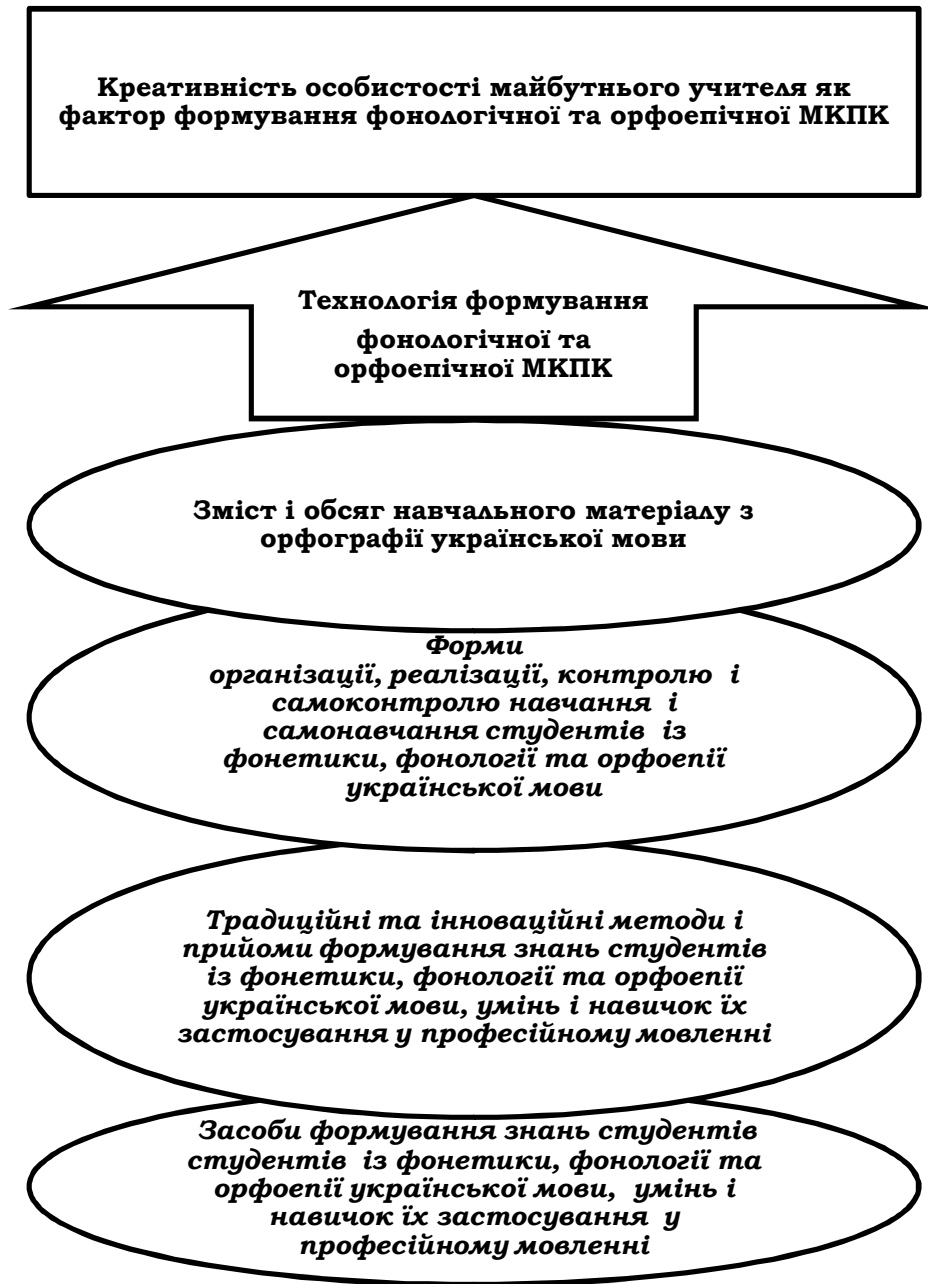 Креативність особистості майбутнього учителя як
фактор формування фонологічної та орфоепічної МКПК
Технологія формування
фонологічної та
орфоепічної МКПК
Зміст і обсяг навчального матеріалу з
орфографії української мови
Форми
організації, реалізації, контролю і
самоконтролю навчання і
самонавчання студентів із
фонетики, фонології та орфоепії
української мови
Традиційні та інноваційні методи і
прийоми формування знань студентів
із фонетики, фонології та орфоепії
української мови, умінь і навичок їх
застосування у професійному мовленні
Засоби формування знань студентів
студентів із фонетики, фонології та
орфоепії української мови, умінь і
навичок їх застосування у
професійному мовленні